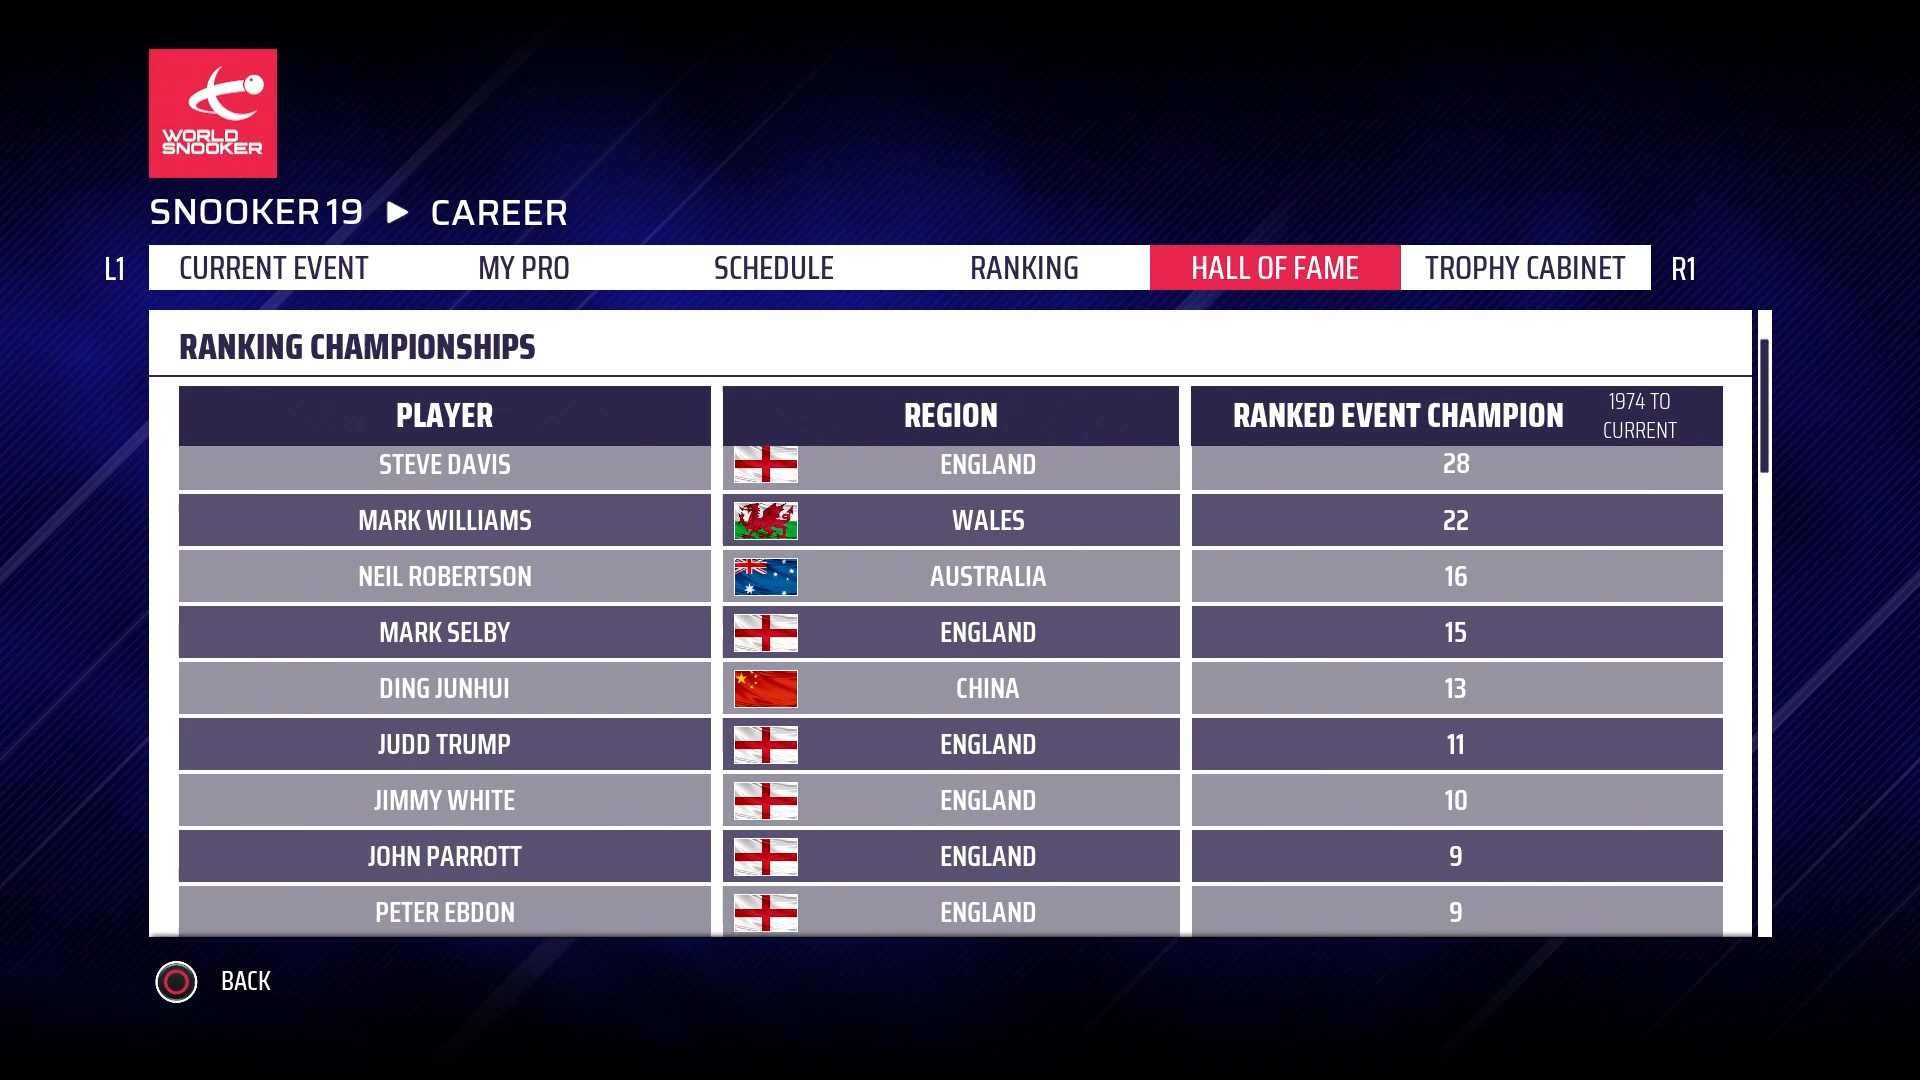 WORLD
SNOOKER
SNOOKER 19 ▶ CAREER
L1 CURRENT EVENT MY PRO SCHEDULE RANKING HALL OF FAME TROPHY CABINET R1
RANKING CHAMPIONSHIPS
PLAYER REGION RANKED EVENT CHAMPION 1974 TO CURRENT
STEVE DAVIS ENGLAND 28
MARK WILLIAMS WALES 22
NEIL ROBERTSON AUSTRALIA 16
MARK SELBY ENGLAND 15
DING JUNHUI CHINA 13
JUDD TRUMP ENGLAND 11
JIMMY WHITE ENGLAND 10
JOHN PARROTT ENGLAND 9
PETER EBDON ENGLAND 9
BACK